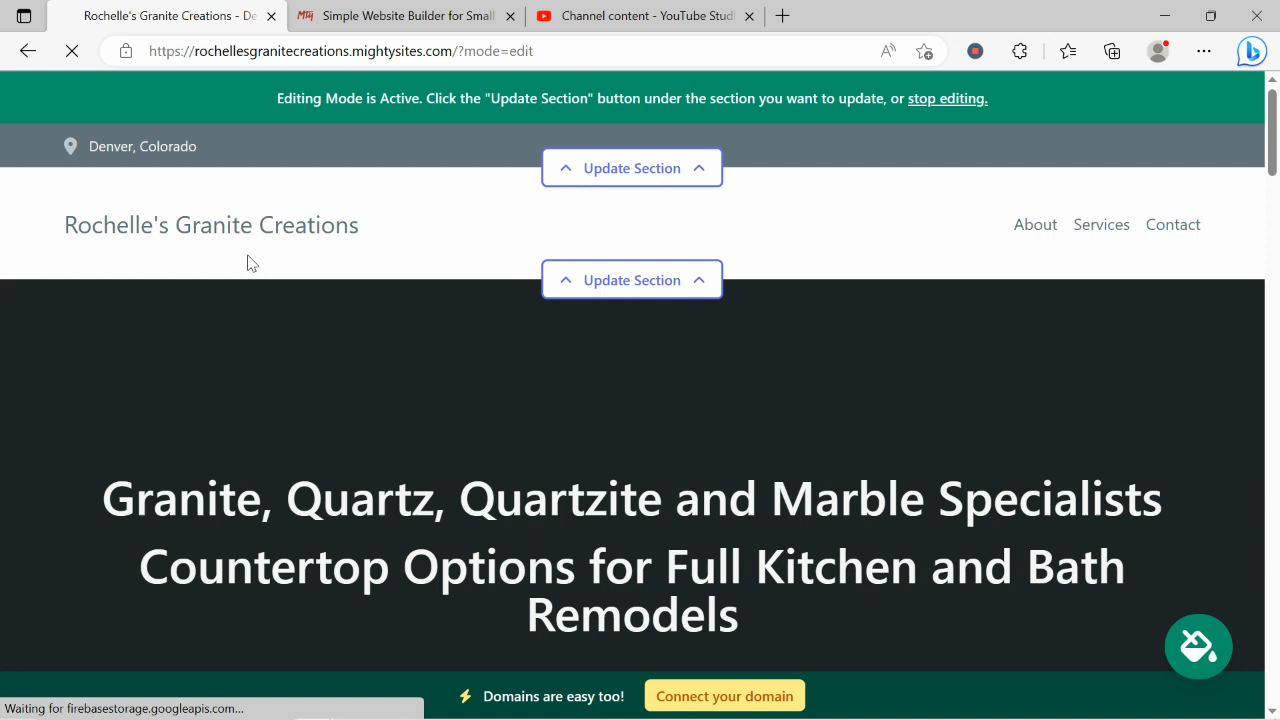 Rochelle's Granite Creations - De
Simple Website Builder for Small
Channel content - YouTube Studi
https://rochellesgranitecreations.mightysites.com/?mode=edit
Editing Mode is Active. Click the "Update Section" button under the section you want to update, or stop editing.
Denver, Colorado
Update Section
Rochelle's Granite Creations
About Services Contact
Update Section
Granite, Quartz, Quartzite and Marble Specialists
Countertop Options for Full Kitchen and Bath
Remodels
Domains are easy too! Connect your domain
Waiting for firebasestorage.googleapis.com...